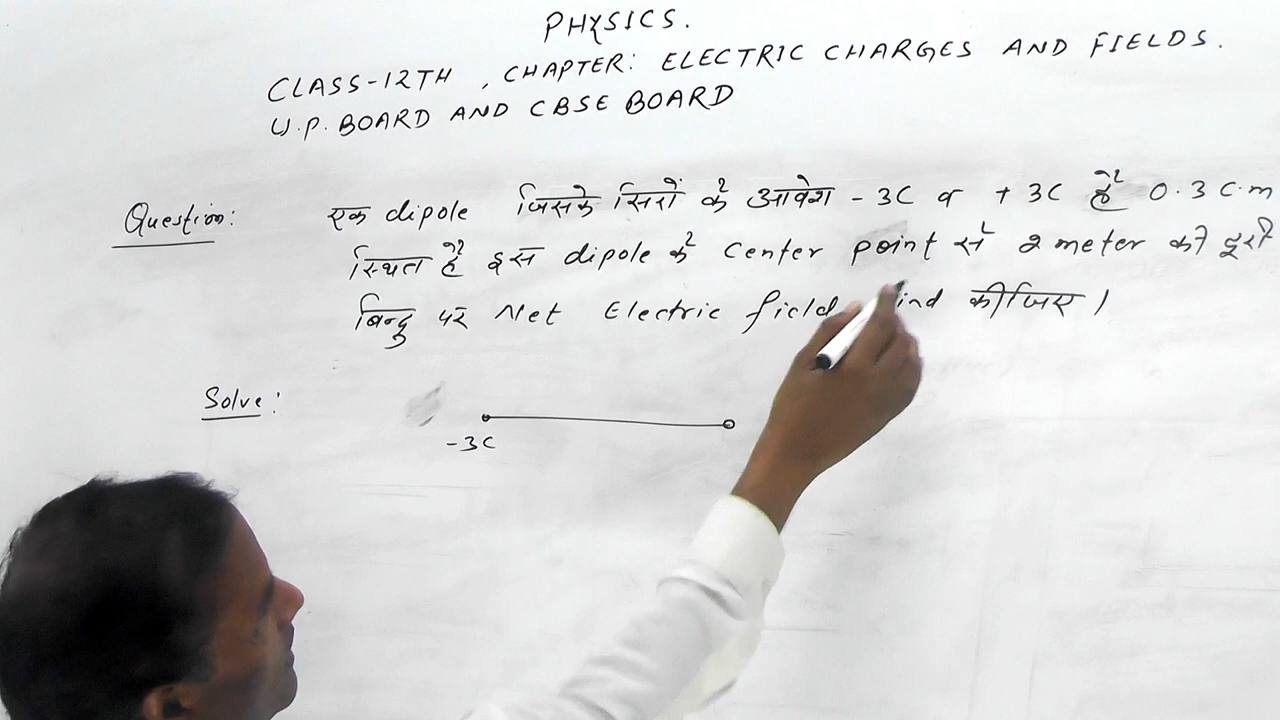 PHYSICS.
CLASS-12TH , CHAPTER: ELECTRIC CHARGES AND FIELDS.
U.P. BOARD AND CBSE BOARD
Question: एक dipole जिसके सिरों के आवेश -3C व +3C है 0.3 C.m
स्थित है इस dipole के center point से 2 meter की दूरी
बिन्दु पर Net Electric field कीजिए।
Solve:
-3C